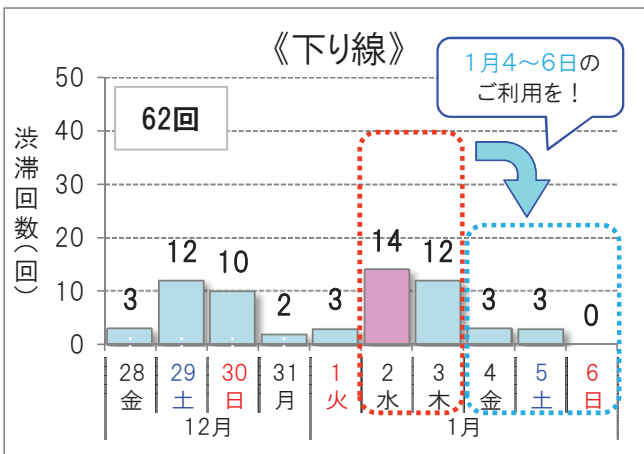 《下り線》
1月4～6日の
ご利用を！
62回
渋滞回数(回)
50
40
30
20
10
0
3 12 10 2 3 14 12 3 3 0
28 29 30 31 1 2 3 4 5 6
金 土 日 月 火 水 木 金 土 日
12月 1月